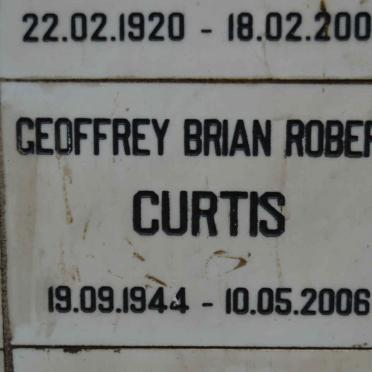 22.02.1920 - 18.02.200
GEOFFREY BRIAN ROBER
CURTIS
19.09.1944 - 10.05.2006